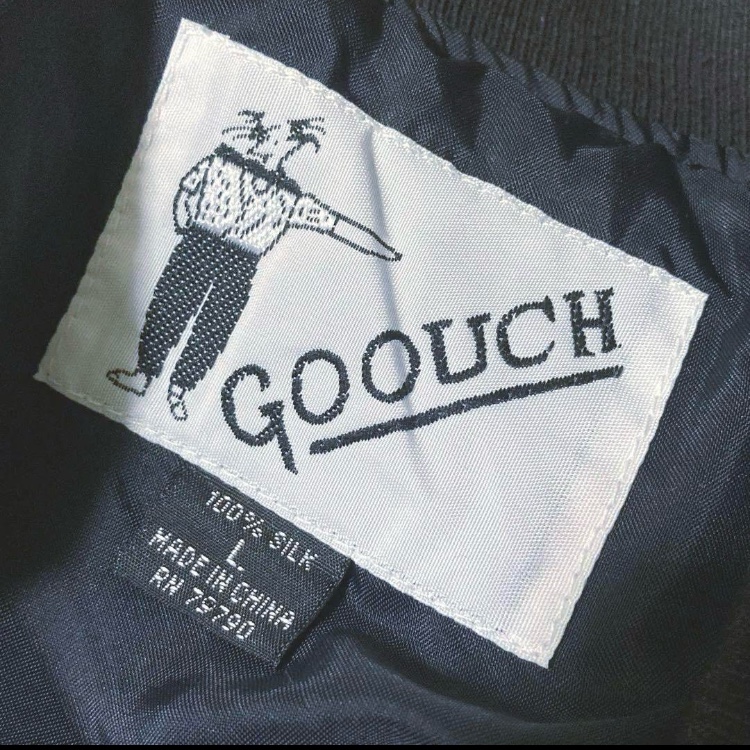 GOOUCH
100% SILK
L
MADE IN CHINA
RN 79790